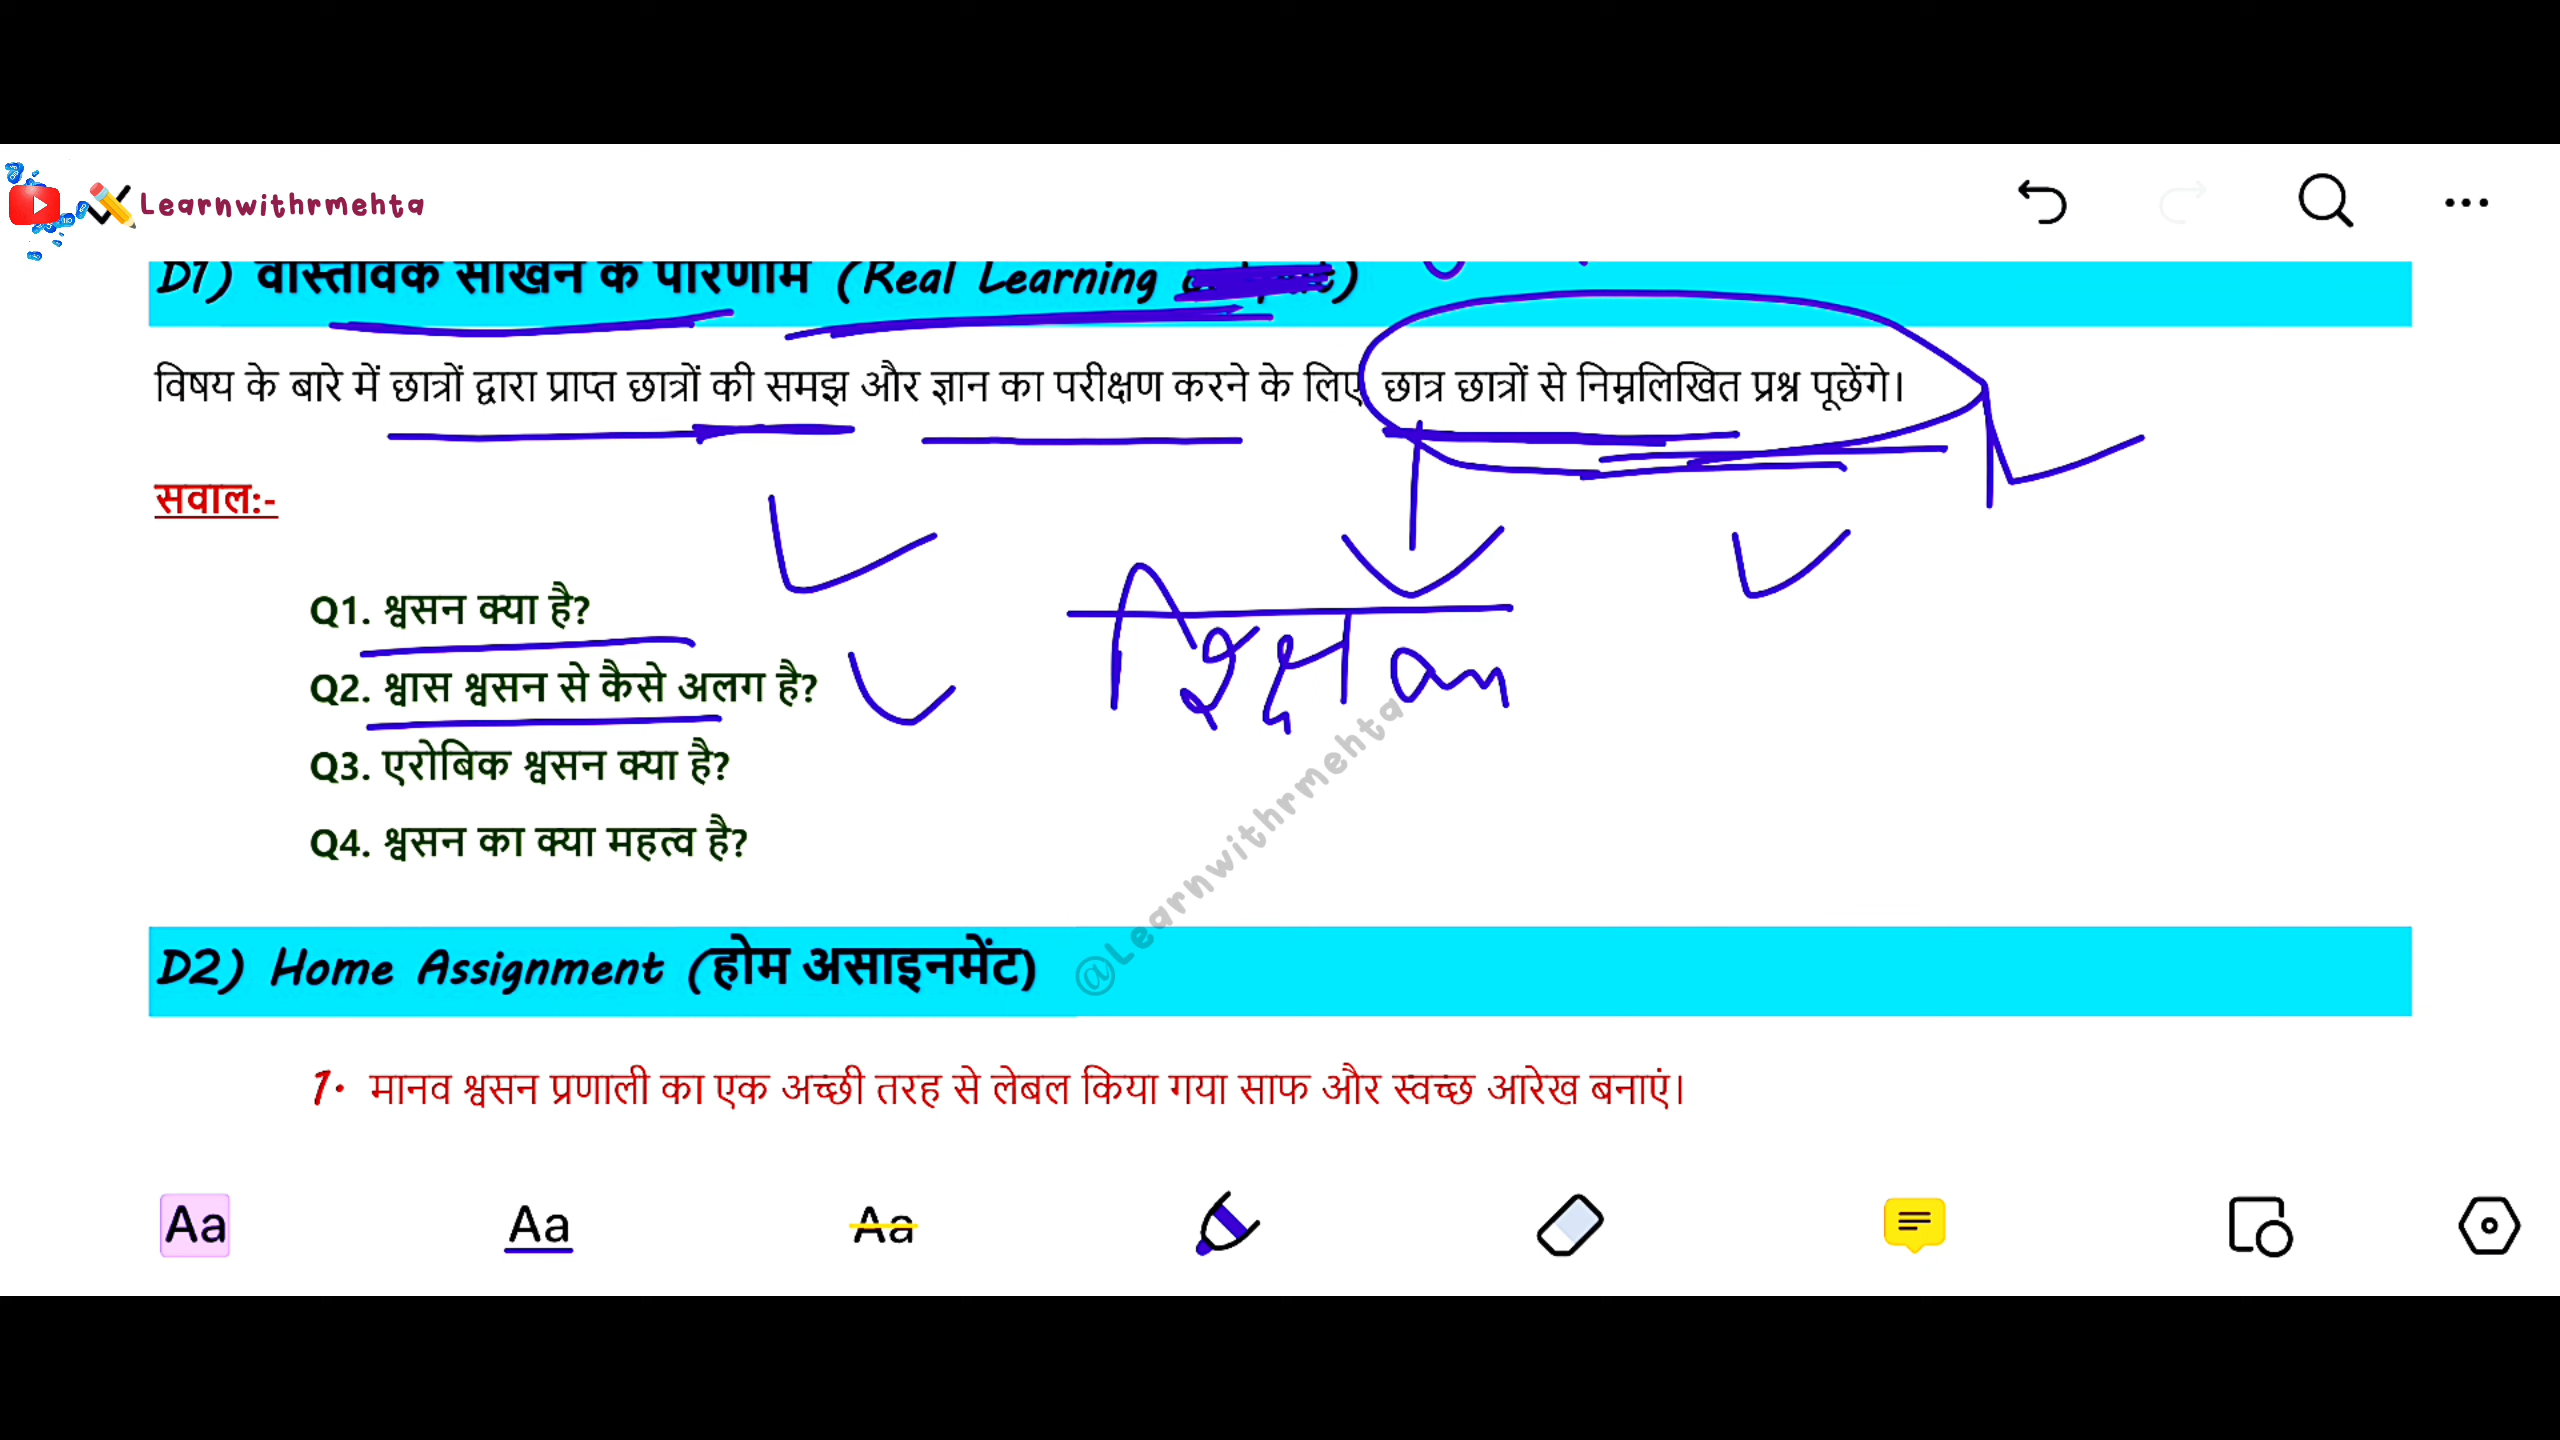 Learnwithrmehta
D1) वास्तविक सीखने के परिणाम (Real Learning
विषय के बारे में छात्रों द्वारा प्राप्त छात्रों की समझ और ज्ञान का परीक्षण करने के लिए छात्र छात्रों से निम्नलिखित प्रश्न पूछेंगे।
सवाल:-
Q1. श्वसन क्या है?
शिक्षक
Q2. श्वास श्वसन से कैसे अलग है?
Q3. एरोबिक श्वसन क्या है?
Q4. श्वसन का क्या महत्व है?
@Learnwithrmehta
D2) Home Assignment (होम असाइनमेंट)
1. मानव श्वसन प्रणाली का एक अच्छी तरह से लेबल किया गया साफ और स्वच्छ आरेख बनाएं।
Aa Aa Aa